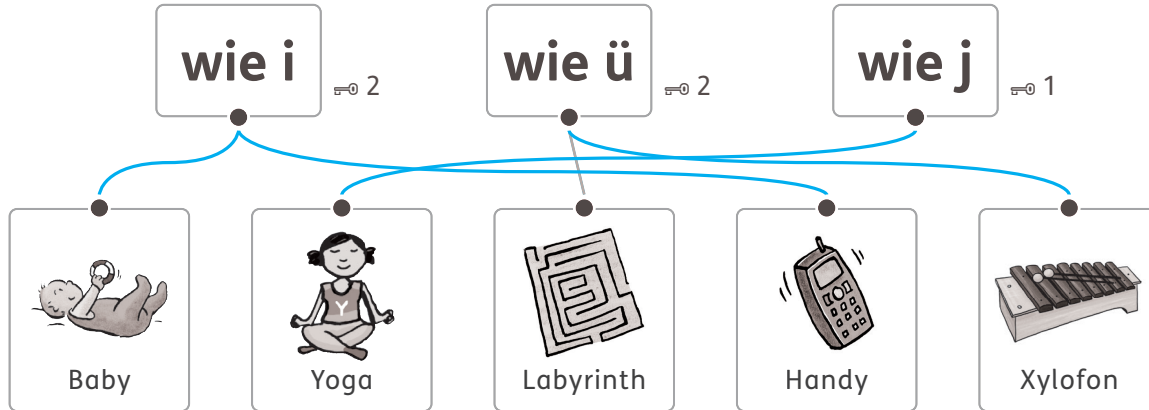 wie i
2
wie ü
2
wie j
1
Y
Baby
Yoga
Labyrinth
Handy
Xylofon